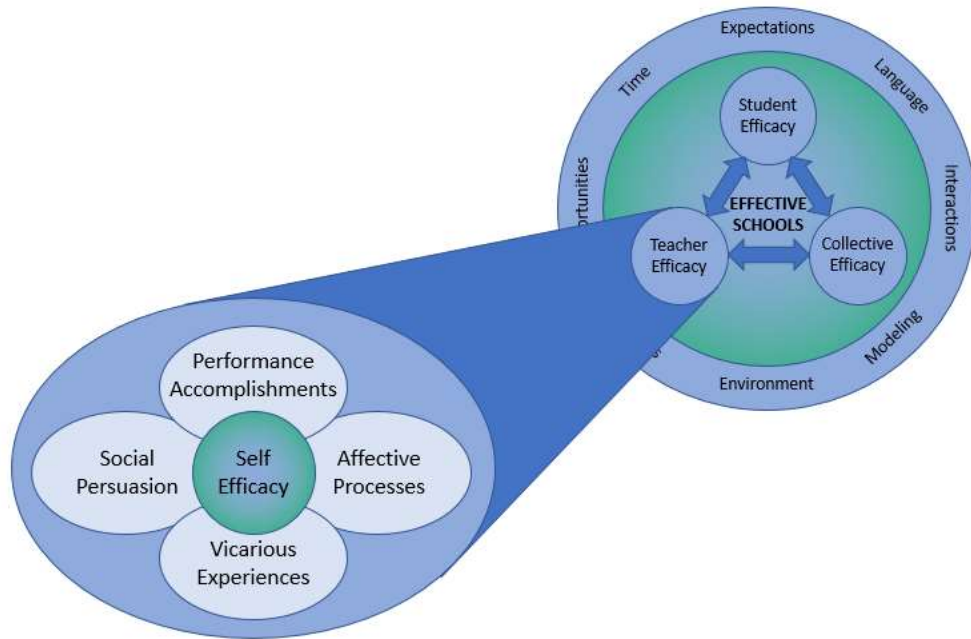 Expectations
Time
Language
Student
Efficacy
Interactions
EFFECTIVE
SCHOOLS
Teacher
Efficacy
Collective
Efficacy
Modeling
Environment
Performance
Accomplishments
Social
Persuasion
Self
Efficacy
Affective
Processes
Vicarious
Experiences